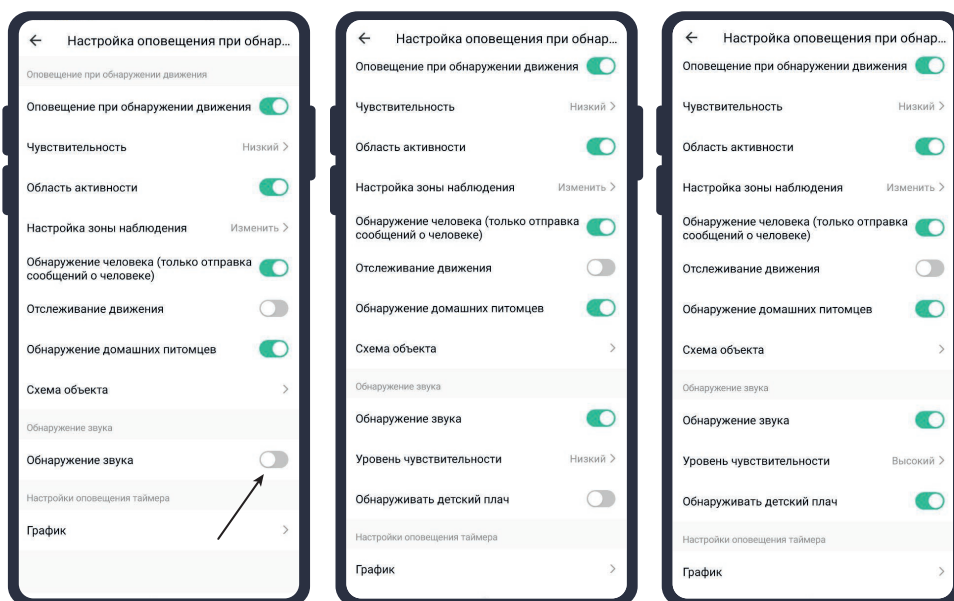 Настройка оповещения при обнар...
Оповещение при обнаружении движения
Оповещение при обнаружении движения
Чувствительность
Низкий
Область активности
Настройка зоны наблюдения
Изменить
Обнаружение человека (только отправка
сообщений о человеке)
Отслеживание движения
Обнаружение домашних питомцев
Схема объекта
Обнаружение звука
Обнаружение звука
Настройки оповещения таймера
График
Настройка оповещения при обнар...
Оповещение при обнаружении движения
Чувствительность
Низкий
Область активности
Настройка зоны наблюдения
Изменить
Обнаружение человека (только отправка
сообщений о человеке)
Отслеживание движения
Обнаружение домашних питомцев
Схема объекта
Обнаружение звука
Обнаружение звука
Уровень чувствительности
Низкий
Обнаруживать детский плач
Настройки оповещения таймера
График
Настройка оповещения при обнар...
Оповещение при обнаружении движения
Чувствительность
Низкий
Область активности
Настройка зоны наблюдения
Изменить
Обнаружение человека (только отправка
сообщений о человеке)
Отслеживание движения
Обнаружение домашних питомцев
Схема объекта
Обнаружение звука
Обнаружение звука
Уровень чувствительности
Высокий
Обнаруживать детский плач
Настройки оповещения таймера
График